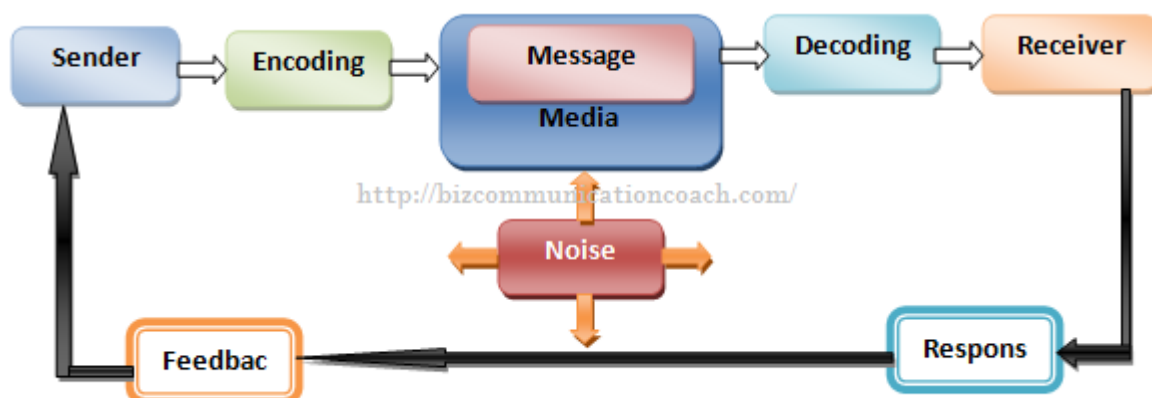 Sender
Encoding
Message
Media
Decoding
Receiver
http://bizcommunicationcoach.com/
Noise
Feedbac
Respons